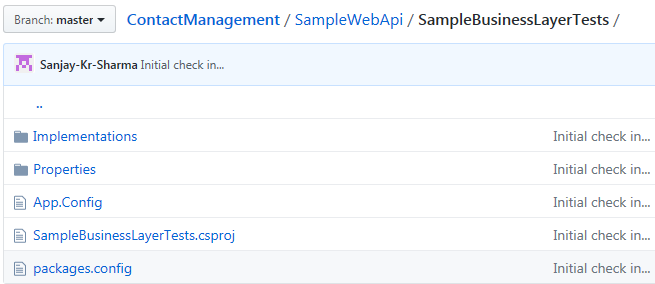 Branch: master ContactManagement / SampleWebApi / SampleBusinessLayerTests /
Sanjay-Kr-Sharma Initial check in...
..
Implementations Initial check in...
Properties Initial check in...
App.Config Initial check in...
SampleBusinessLayerTests.csproj Initial check in...
packages.config Initial check in...